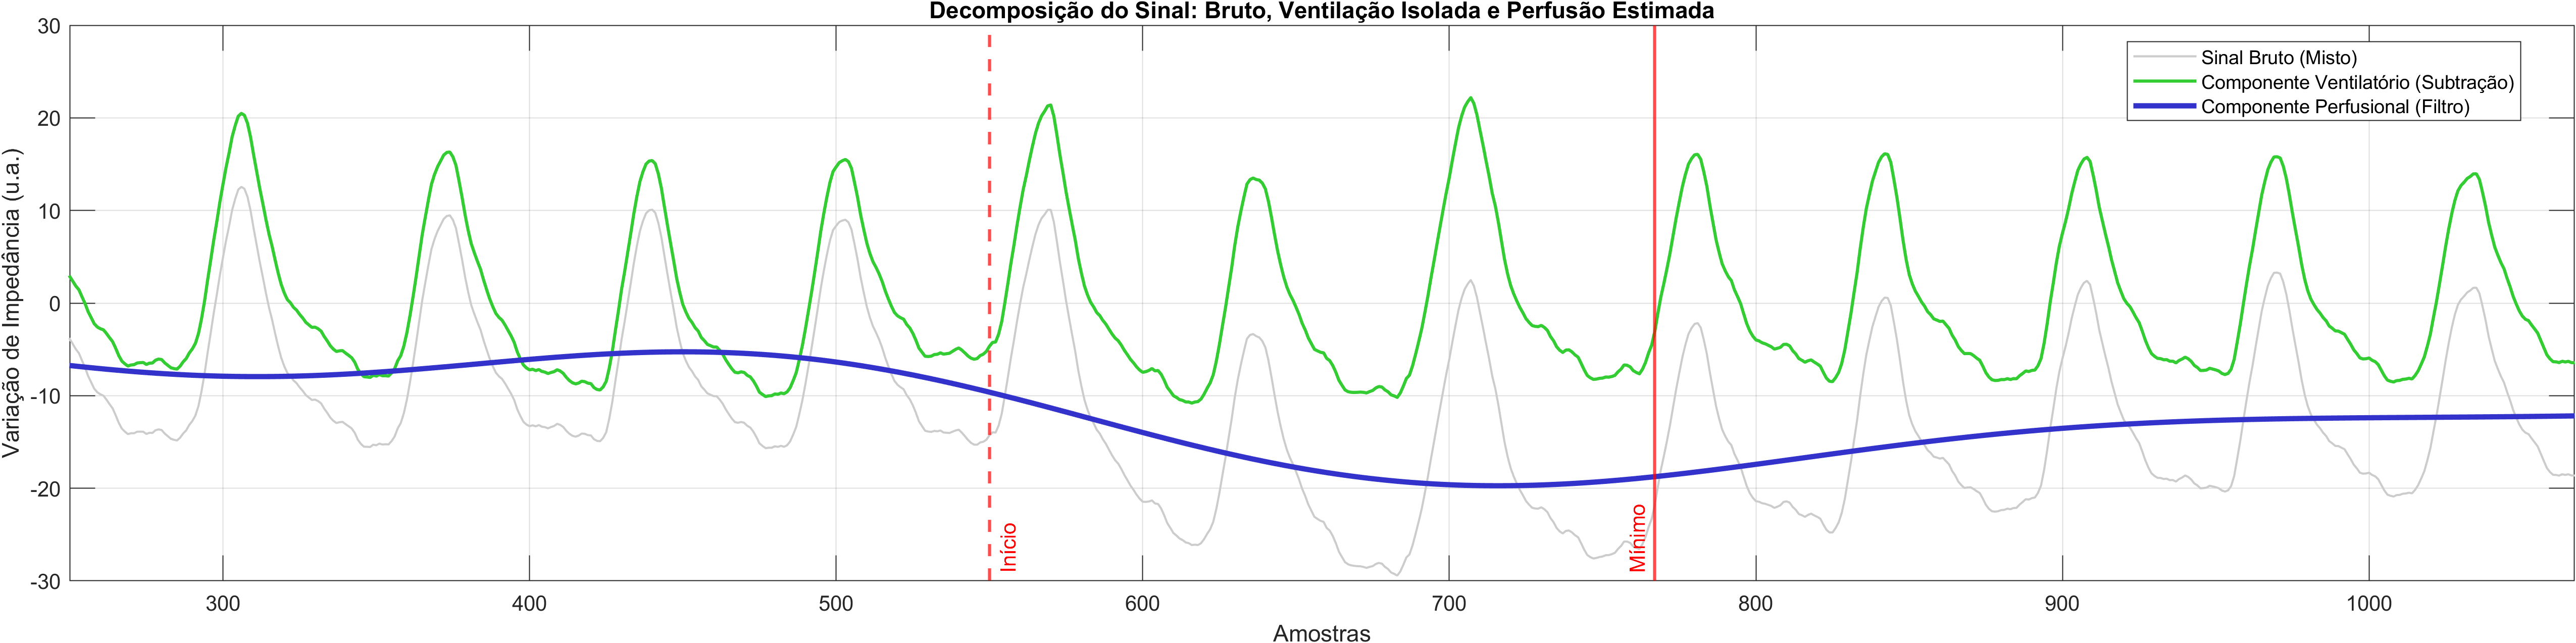 Decomposição do Sinal: Bruto, Ventilação Isolada e Perfusão Estimada
Sinal Bruto (Misto)
Componente Ventilatório (Subtração)
Componente Perfusional (Filtro)
Variação de Impedância (u.a.)
30
20
10
0
-10
-20
-30
Início
Mínimo
300
400
500
600
700
800
900
1000
Amostras